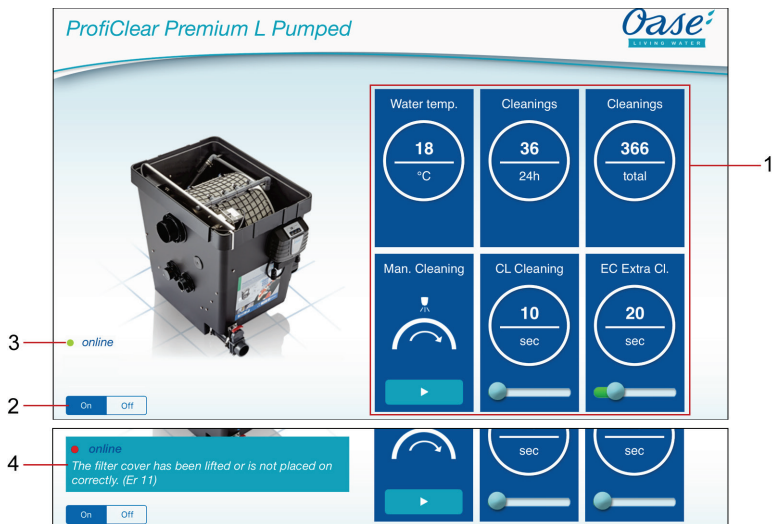 ProfiClear Premium L Pumped
Oase
LIVING WATER
Water temp.
18
°C
Cleanings
36
24h
Cleanings
366
total
1
Man. Cleaning
CL Cleaning
10
sec
EC Extra Cl.
20
sec
3
online
2
On Off
4
online
The filter cover has been lifted or is not placed on
correctly. (Er 11)
sec
sec
On Off